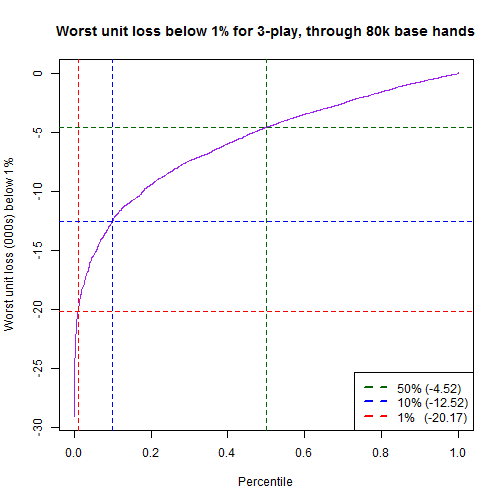 Worst unit loss below 1% for 3-play, through 80k base hands
Worst unit loss (000s) below 1%
0
-5
-10
-15
-20
-25
-30
50% (-4.52)
10% (-12.52)
1% (-20.17)
0.0 0.2 0.4 0.6 0.8 1.0
Percentile